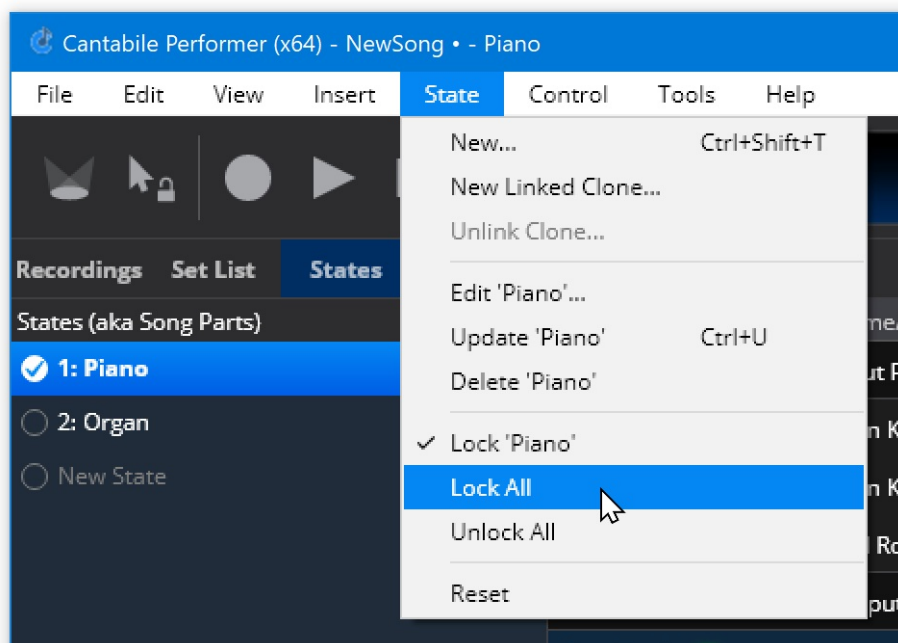 Cantabile Performer (x64) - NewSong • - Piano
File Edit View Insert State Control Tools Help
New... Ctrl+Shift+T
New Linked Clone...
Unlink Clone...
Recordings Set List States
Edit 'Piano'...
States (aka Song Parts)
Update 'Piano' Ctrl+U
1: Piano
Delete 'Piano'
2: Organ
Lock 'Piano'
New State
Lock All
Unlock All
Reset